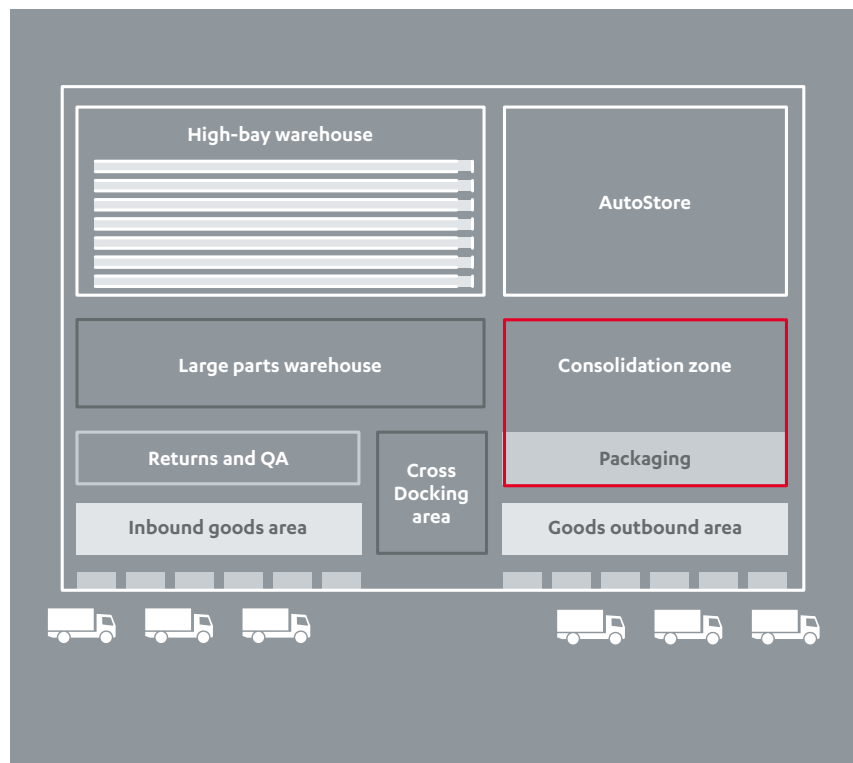 High-bay warehouse
AutoStore
Large parts warehouse
Consolidation zone
Returns and QA
Cross
Docking
area
Packaging
Inbound goods area
Goods outbound area